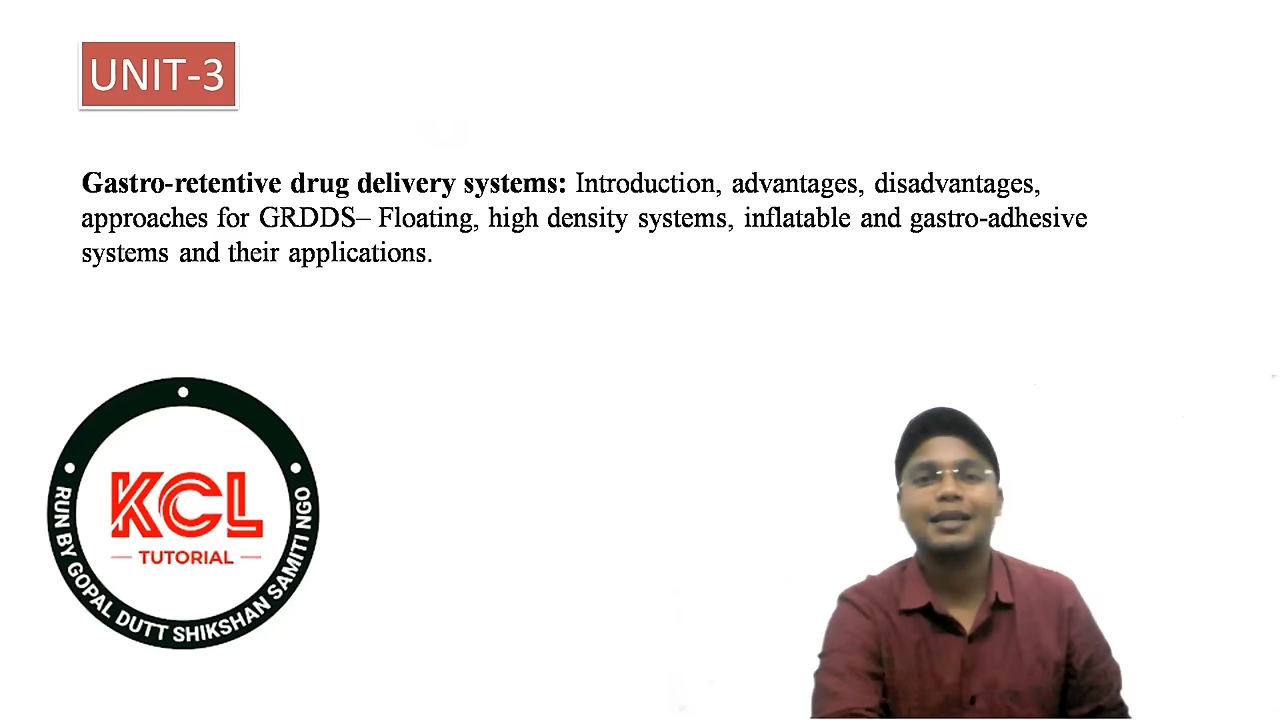 UNIT-3
Gastro-retentive drug delivery systems: Introduction, advantages, disadvantages,
approaches for GRDDS– Floating, high density systems, inflatable and gastro-adhesive
systems and their applications.
KCL
TUTORIAL
RUN BY GOPAL DUTT SHIKSHAN SAMITI NGO